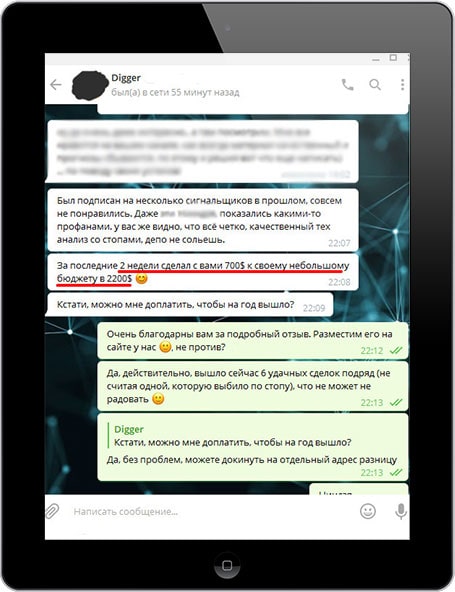 Digger
был(а) в сети 55 минут назад
Был подписан на несколько сигнальщиков в прошлом, совсем
не понравились. Даже показались какими-то
профанами, у вас же видно, что всё четко, качественный тех
анализ со стопами, депо не сольешь.
22:07
За последние 2 недели сделал с вами 700$ к своему небольшому
бюджету в 2200$
22:08
Кстати, можно мне доплатить, чтобы на год вышло?
22:09
Очень благодарны вам за подробный отзыв. Разместим его на
сайте у нас , не против?
22:12
Да, действительно, вышло сейчас 6 удачных сделок подряд (не
считая одной, которую выбило по стопу), что не может не
радовать
22:13
Digger
Кстати, можно мне доплатить, чтобы на год вышло?
Да, без проблем, можете докинуть на отдельный адрес разницу
22:13
Написать сообщение...